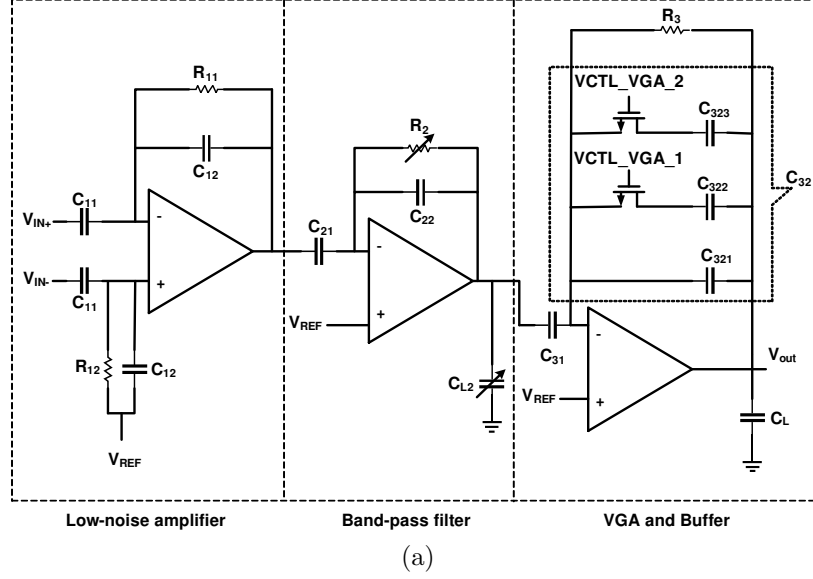 R11
C12
C11
VIN+
-
VIN-
+
C11
R12
C12
VREF
R2
C22
C21
-
VREF
+
CL2
R3
VCTL_VGA_2
C323
VCTL_VGA_1
C322
C32
C321
C31
-
Vout
VREF
+
CL
Low-noise amplifier
Band-pass filter
VGA and Buffer
(a)